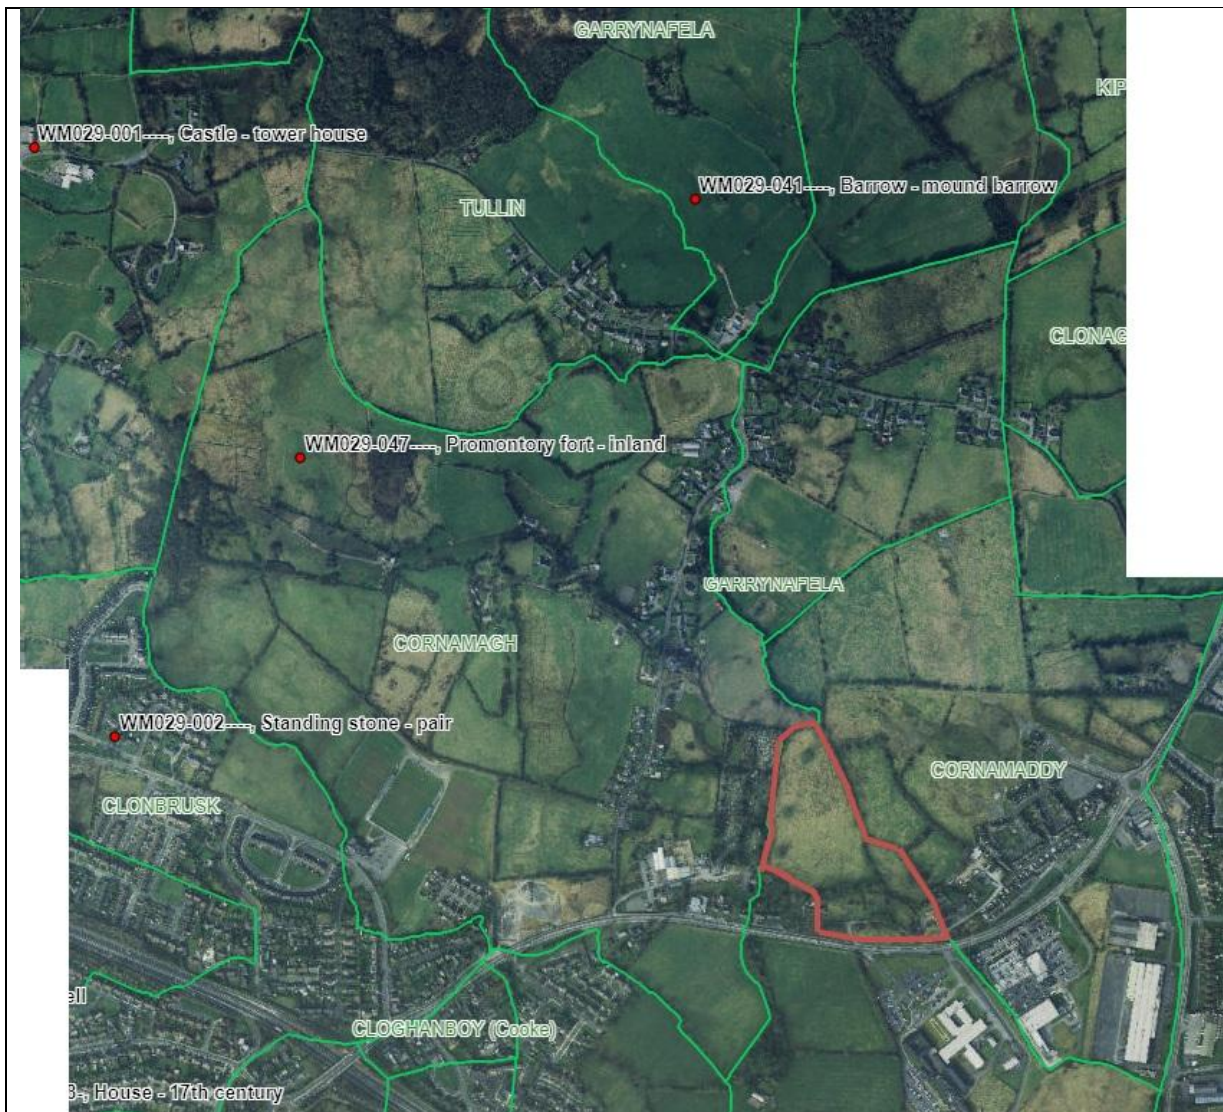 GARRYNAFELA
KIP
WM029-001----, Castle - tower house
WM029-041----, Barrow - mound barrow
TULLIN
CLONAG
WM029-047----, Promontory fort - inland
GARRYNAFELA
CORNAMAGH
WM029-002----, Standing stone - pair
CORNAMADDY
CLONBRUSK
ell
CLOGHANBOY (Cooke)
3-, House - 17th century